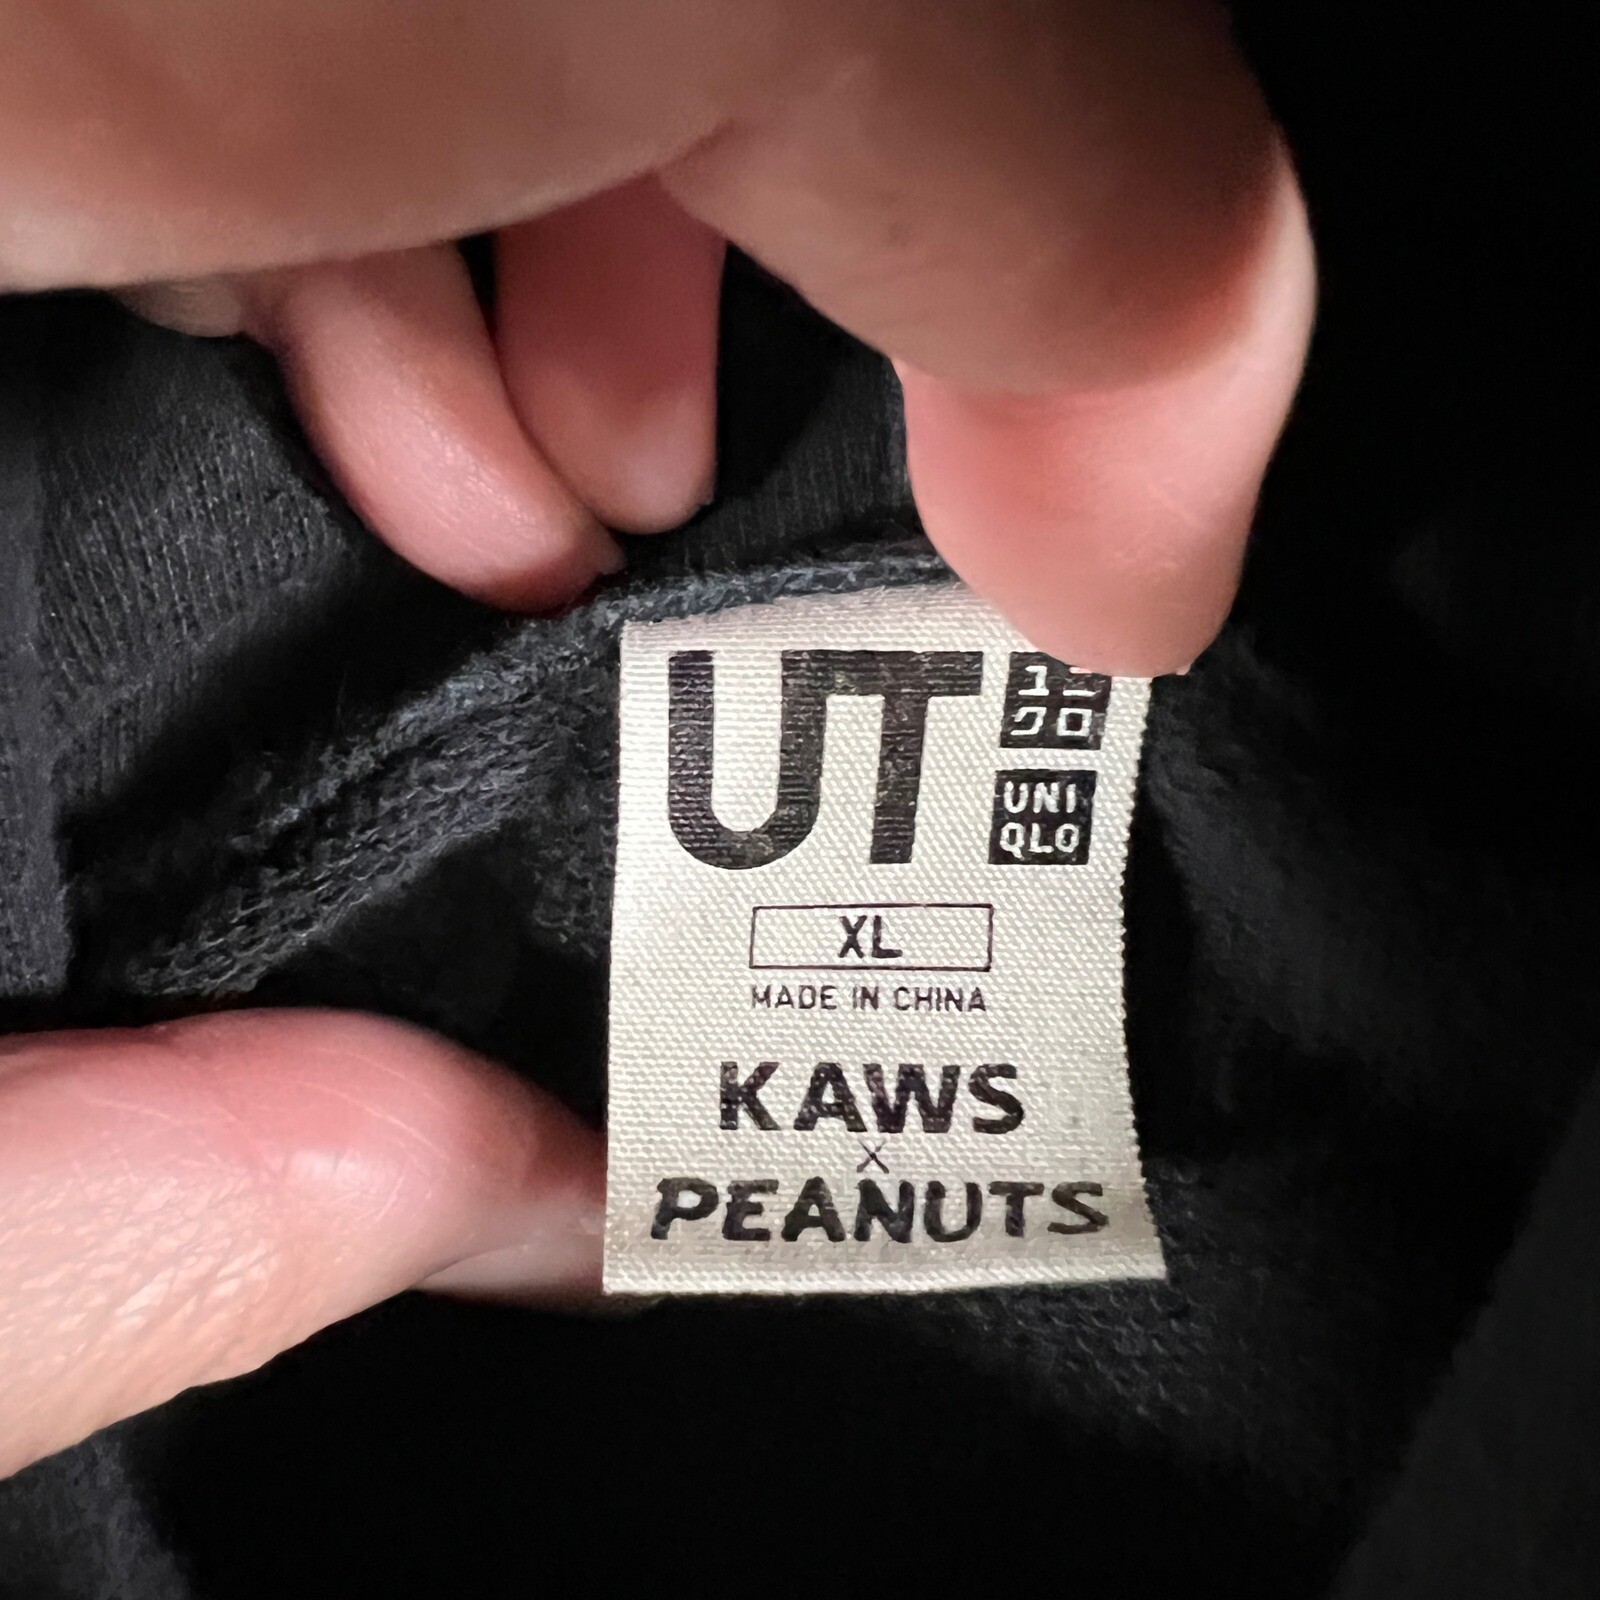 UT
ユニ
クロ
UNI
QLO
XL
MADE IN CHINA
KAWS
×
PEANUTS